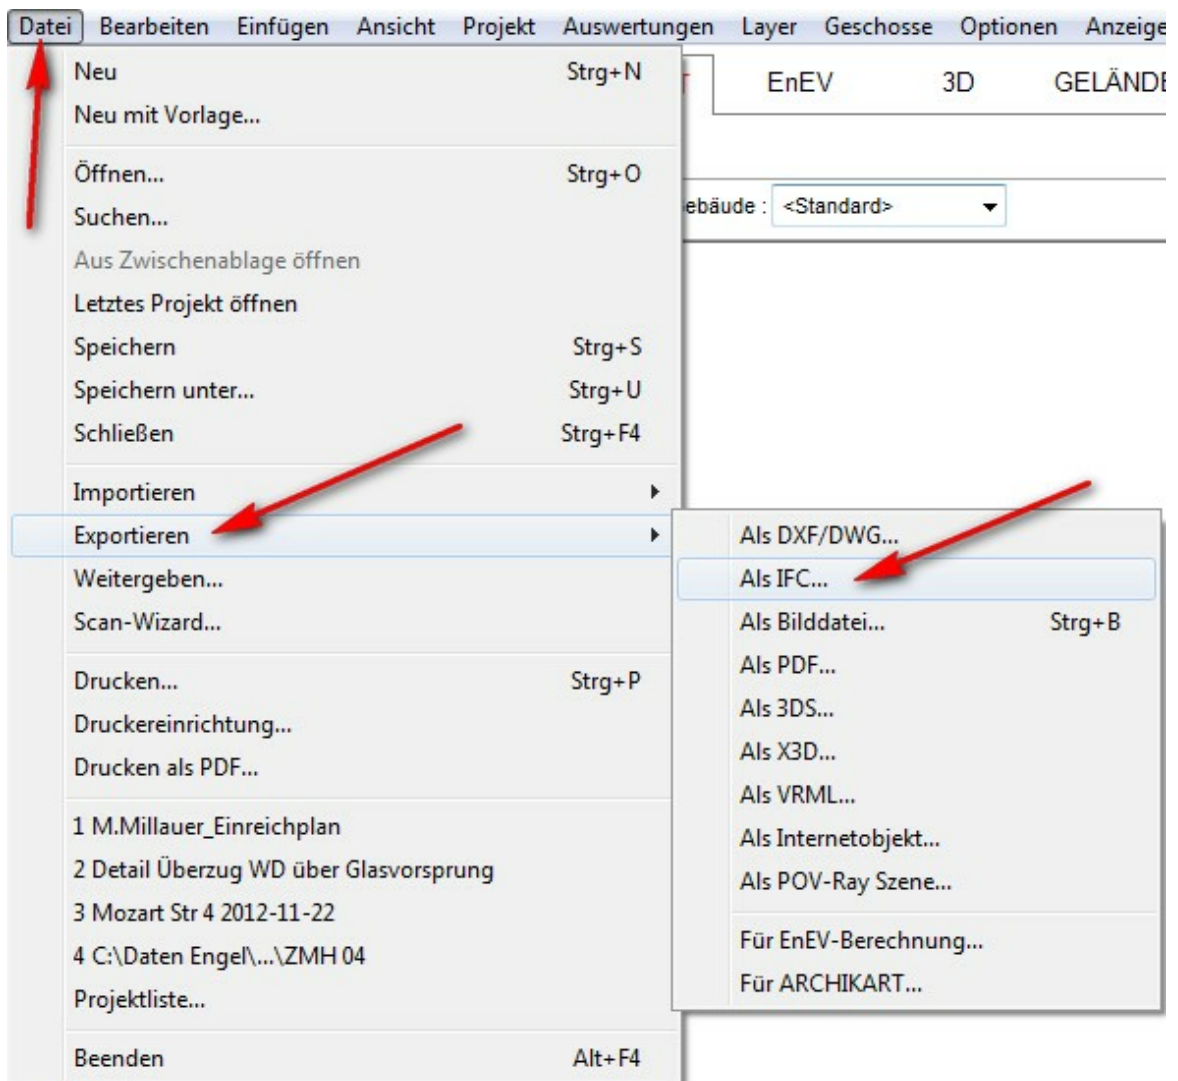 Datei Bearbeiten Einfügen Ansicht Projekt Auswertungen Layer Geschosse Optionen Anzeige
EnEV 3D GELÄNDE
ebäude : <Standard>
Neu Strg+N
Neu mit Vorlage...
Öffnen... Strg+O
Suchen...
Aus Zwischenablage öffnen
Letztes Projekt öffnen
Speichern Strg+S
Speichern unter... Strg+U
Schließen Strg+F4
Importieren
Exportieren
Weitergeben...
Scan-Wizard...
Drucken... Strg+P
Druckereinrichtung...
Drucken als PDF...
1 M.Millauer_Einreichplan
2 Detail Überzug WD über Glasvorsprung
3 Mozart Str 4 2012-11-22
4 C:\Daten Engel\...\ZMH 04
Projektliste...
Beenden Alt+F4
Als DXF/DWG...
Als IFC...
Als Bilddatei... Strg+B
Als PDF...
Als 3DS...
Als X3D...
Als VRML...
Als Internetobjekt...
Als POV-Ray Szene...
Für EnEV-Berechnung...
Für ARCHIKART...